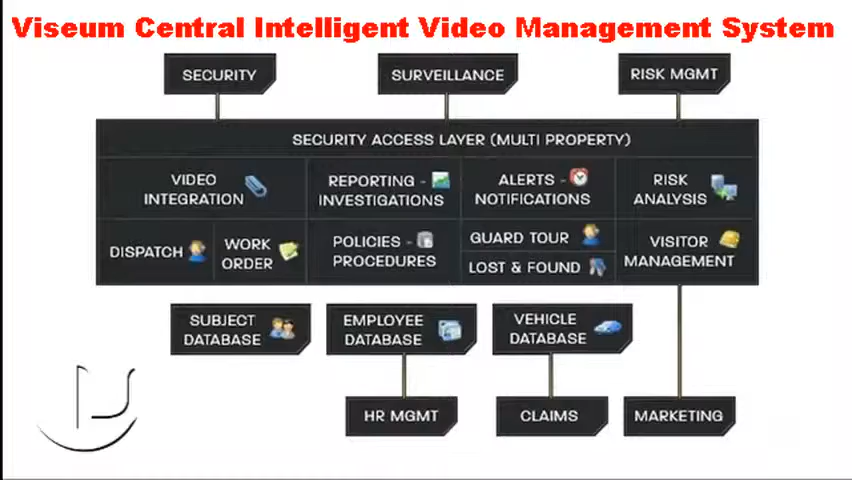 Viseum Central Intelligent Video Management System
SECURITY
SURVEILLANCE
RISK MGMT
SECURITY ACCESS LAYER (MULTI PROPERTY)
VIDEO
INTEGRATION
REPORTING -
INVESTIGATIONS
ALERTS -
NOTIFICATIONS
RISK
ANALYSIS
DISPATCH
WORK
ORDER
POLICIES -
PROCEDURES
GUARD TOUR
LOST & FOUND
VISITOR
MANAGEMENT
SUBJECT
DATABASE
EMPLOYEE
DATABASE
VEHICLE
DATABASE
HR MGMT
CLAIMS
MARKETING